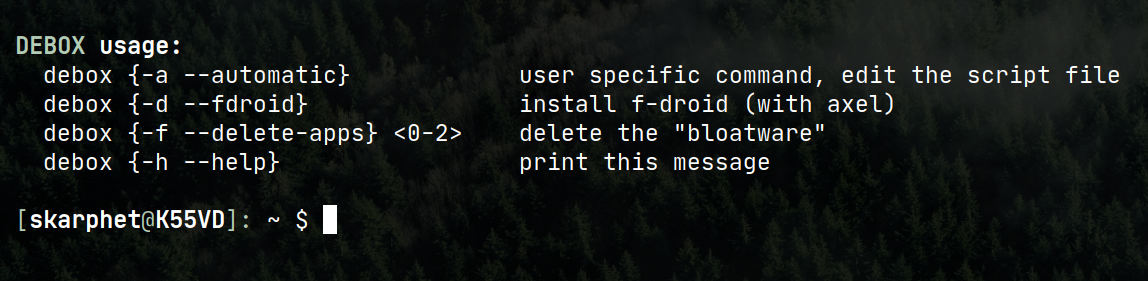 DEBOX usage:
debox {-a --automatic} user specific command, edit the script file
debox {-d --fdroid} install f-droid (with axel)
debox {-f --delete-apps} <0-2> delete the "bloatware"
debox {-h --help} print this message
[skarphet@K55VD]: ~ $